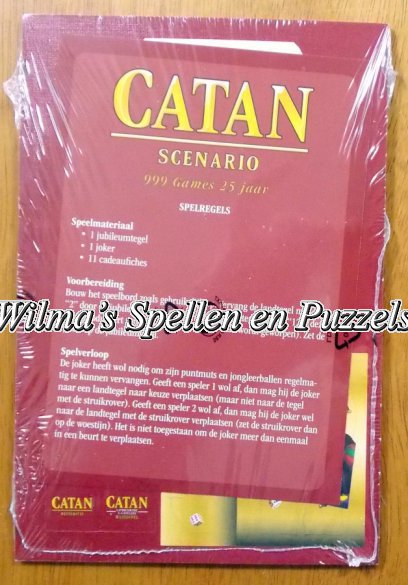 CATAN
SCENARIO
999 Games 25 jaar
SPELREGELS
Speelmateriaal
• 1 jubileumtegel
• 1 joker
• 11 cadeaufiches
Voorbereiding
Bouw het spelbord zoals
Wilma's Spellen en Puzzels
Spelverloop
De joker heeft wol nodig om zijn puntmuts en jongleerballen regelma-
tig te kunnen vervangen. Geeft een speler 1 wol af, dan mag hij de joker
naar een landtegel naar keuze verplaatsen (maar niet naar de tegel
met de struikrover). Geeft een speler 2 wol af, dan mag hij de joker wel
naar de landtegel met de struikrover verplaatsen (zet de struikrover dan
op de woestijn). Het is niet toegestaan om de joker meer dan eenmaal
in een beurt te verplaatsen.
CATAN CATAN